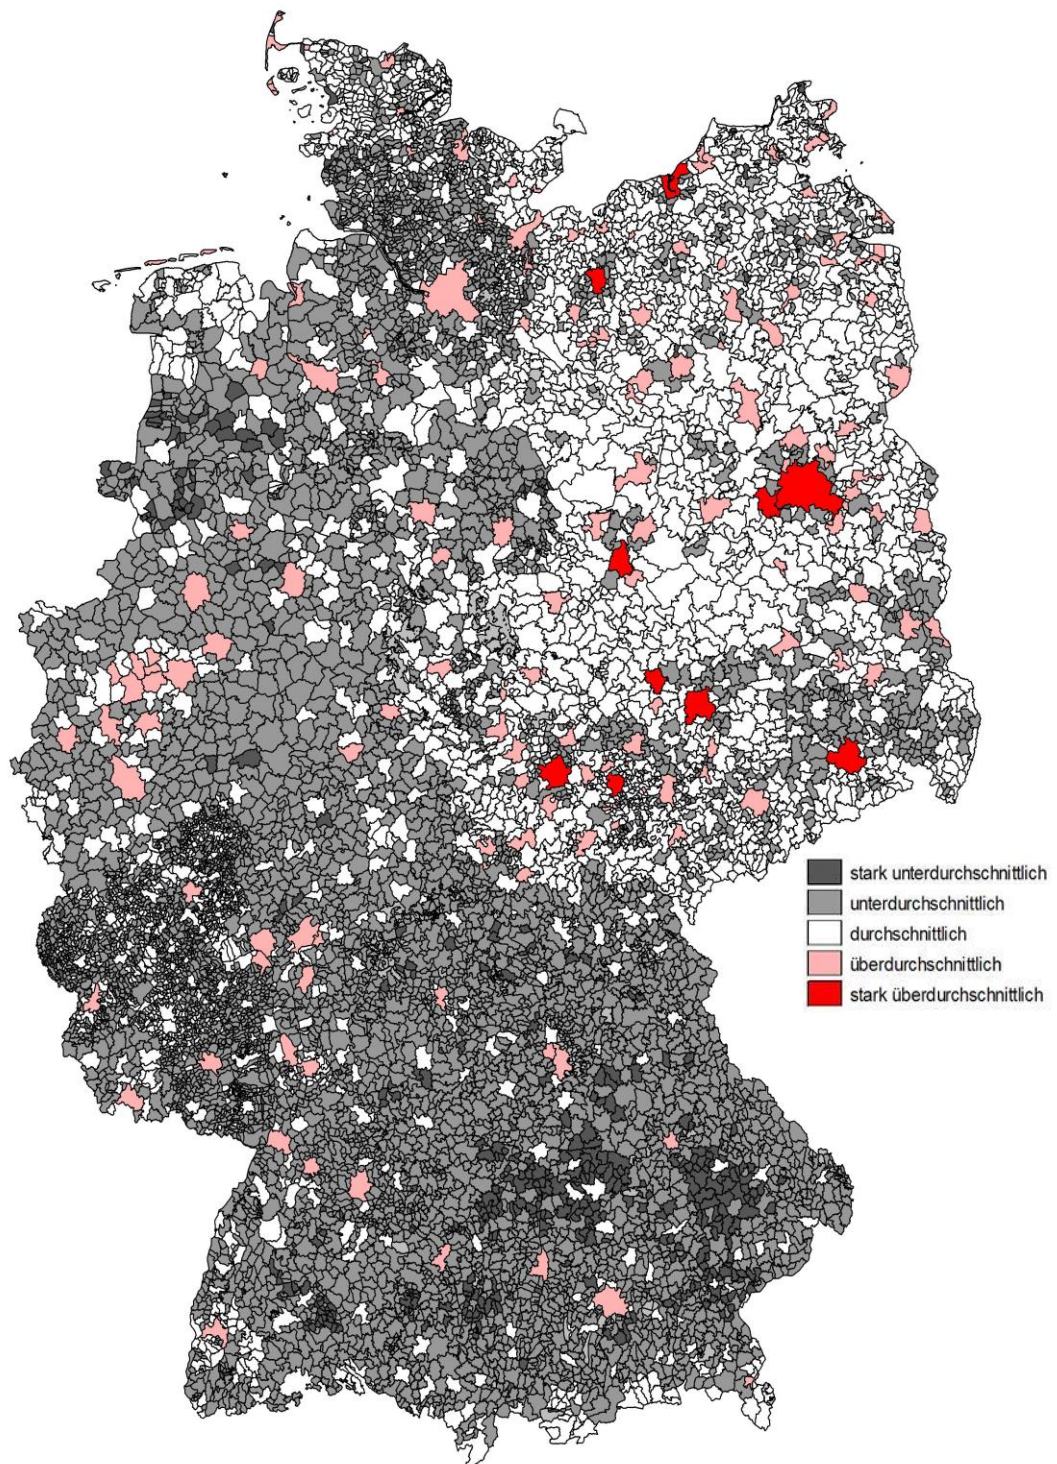 stark unterdurchschnittlich
unterdurchschnittlich
durchschnittlich
überdurchschnittlich
stark überdurchschnittlich